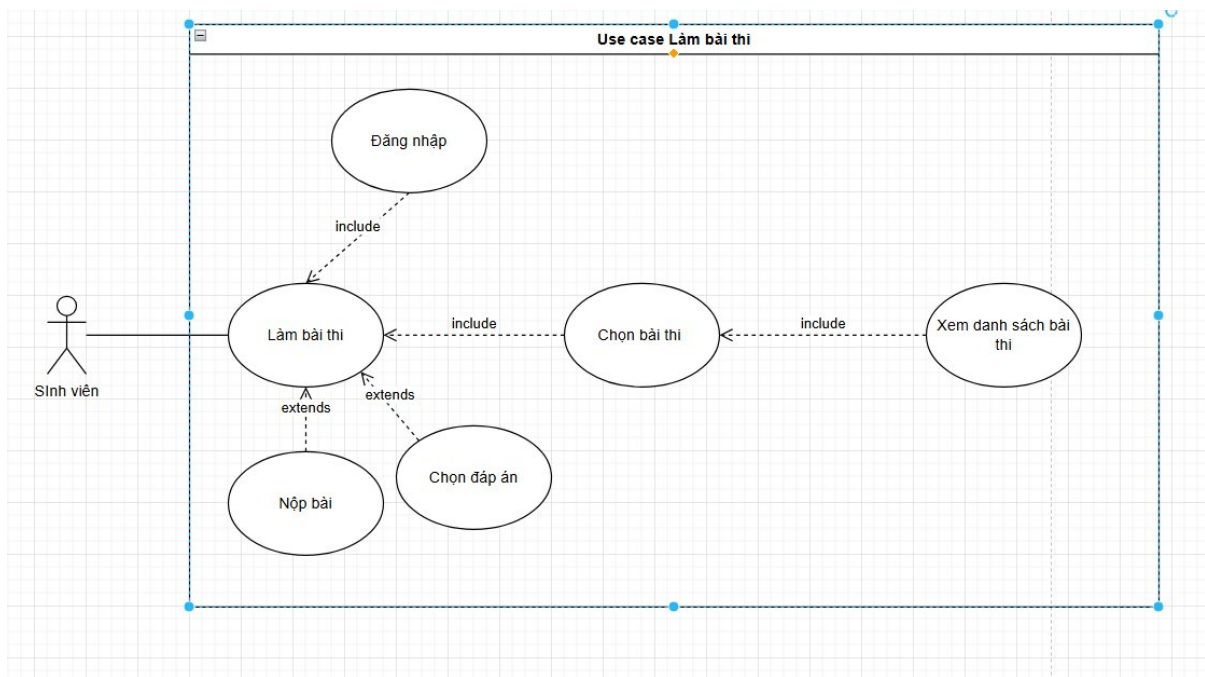 Use case Làm bài thi
Đăng nhập
include
Làm bài thi
include
Chọn bài thi
include
Xem danh sách bài
thi
SInh viên
extends
extends
Chọn đáp án
Nộp bài